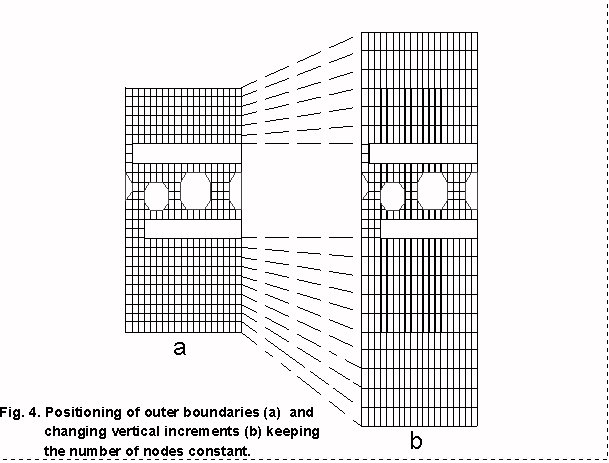 a
b
Fig. 4. Positioning of outer boundaries (a) and
changing vertical increments (b) keeping
the number of nodes constant.